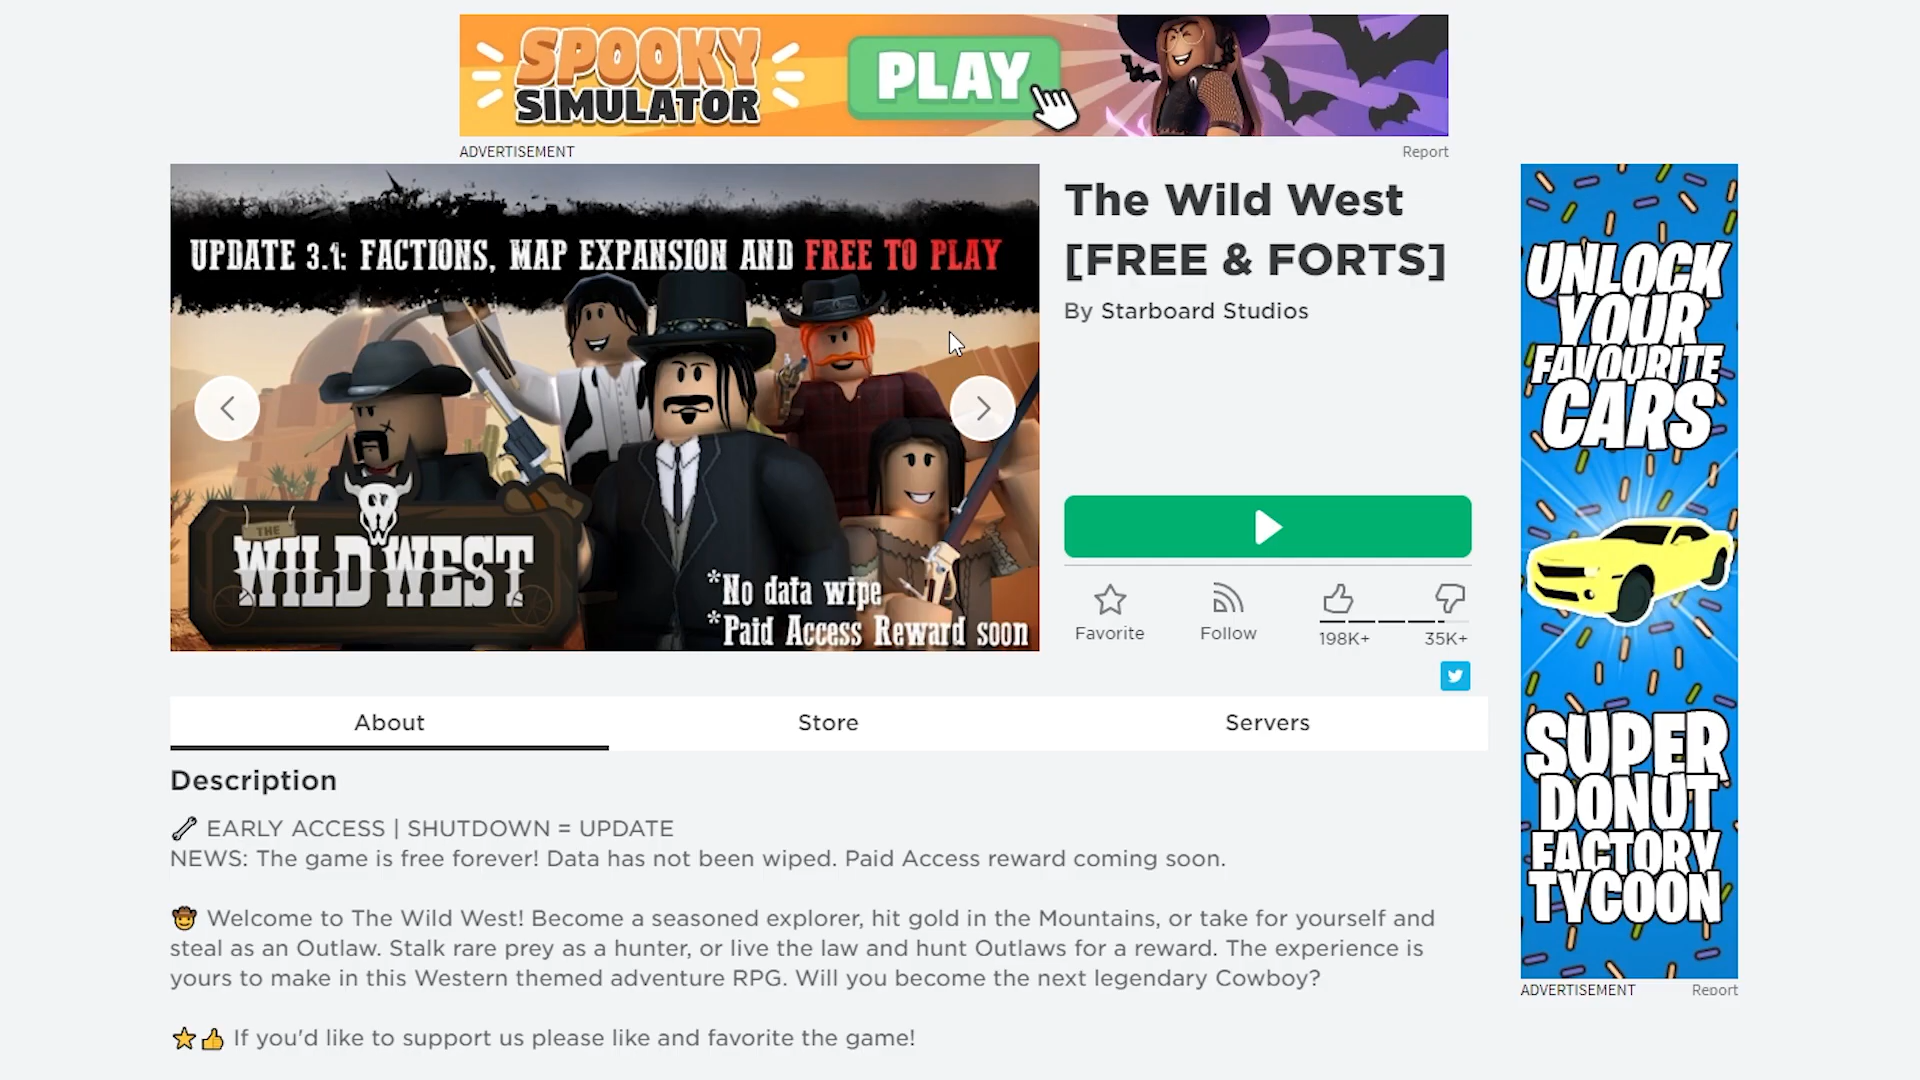 SPOOKY
SIMULATOR
PLAY
ADVERTISEMENT
Report
UPDATE 3.1: FACTIONS, MAP EXPANSION AND FREE TO PLAY
THE
WILD WEST
*No data wipe
*Paid Access Reward soon
The Wild West
[FREE & FORTS]
By Starboard Studios
Favorite
Follow
198K+
35K+
UNLOCK
YOUR
FAVOURITE
CARS
SUPER
DONUT
FACTORY
TYCOON
ADVERTISEMENT
Report
About
Store
Servers
Description
🔧 EARLY ACCESS | SHUTDOWN = UPDATE
NEWS: The game is free forever! Data has not been wiped. Paid Access reward coming soon.
🤠 Welcome to The Wild West! Become a seasoned explorer, hit gold in the Mountains, or take for yourself and
steal as an Outlaw. Stalk rare prey as a hunter, or live the law and hunt Outlaws for a reward. The experience is
yours to make in this Western themed adventure RPG. Will you become the next legendary Cowboy?
⭐👍 If you'd like to support us please like and favorite the game!